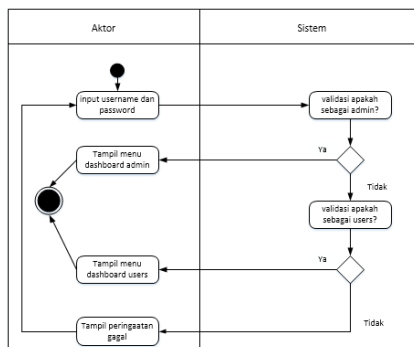 Aktor
Sistem
input username dan
password
validasi apakah
sebagai admin?
Tampil menu
dashboard admin
Ya
Tidak
validasi apakah
sebagai users?
Tampil menu
dashboard users
Ya
Tampil peringaatan
gagal
Tidak